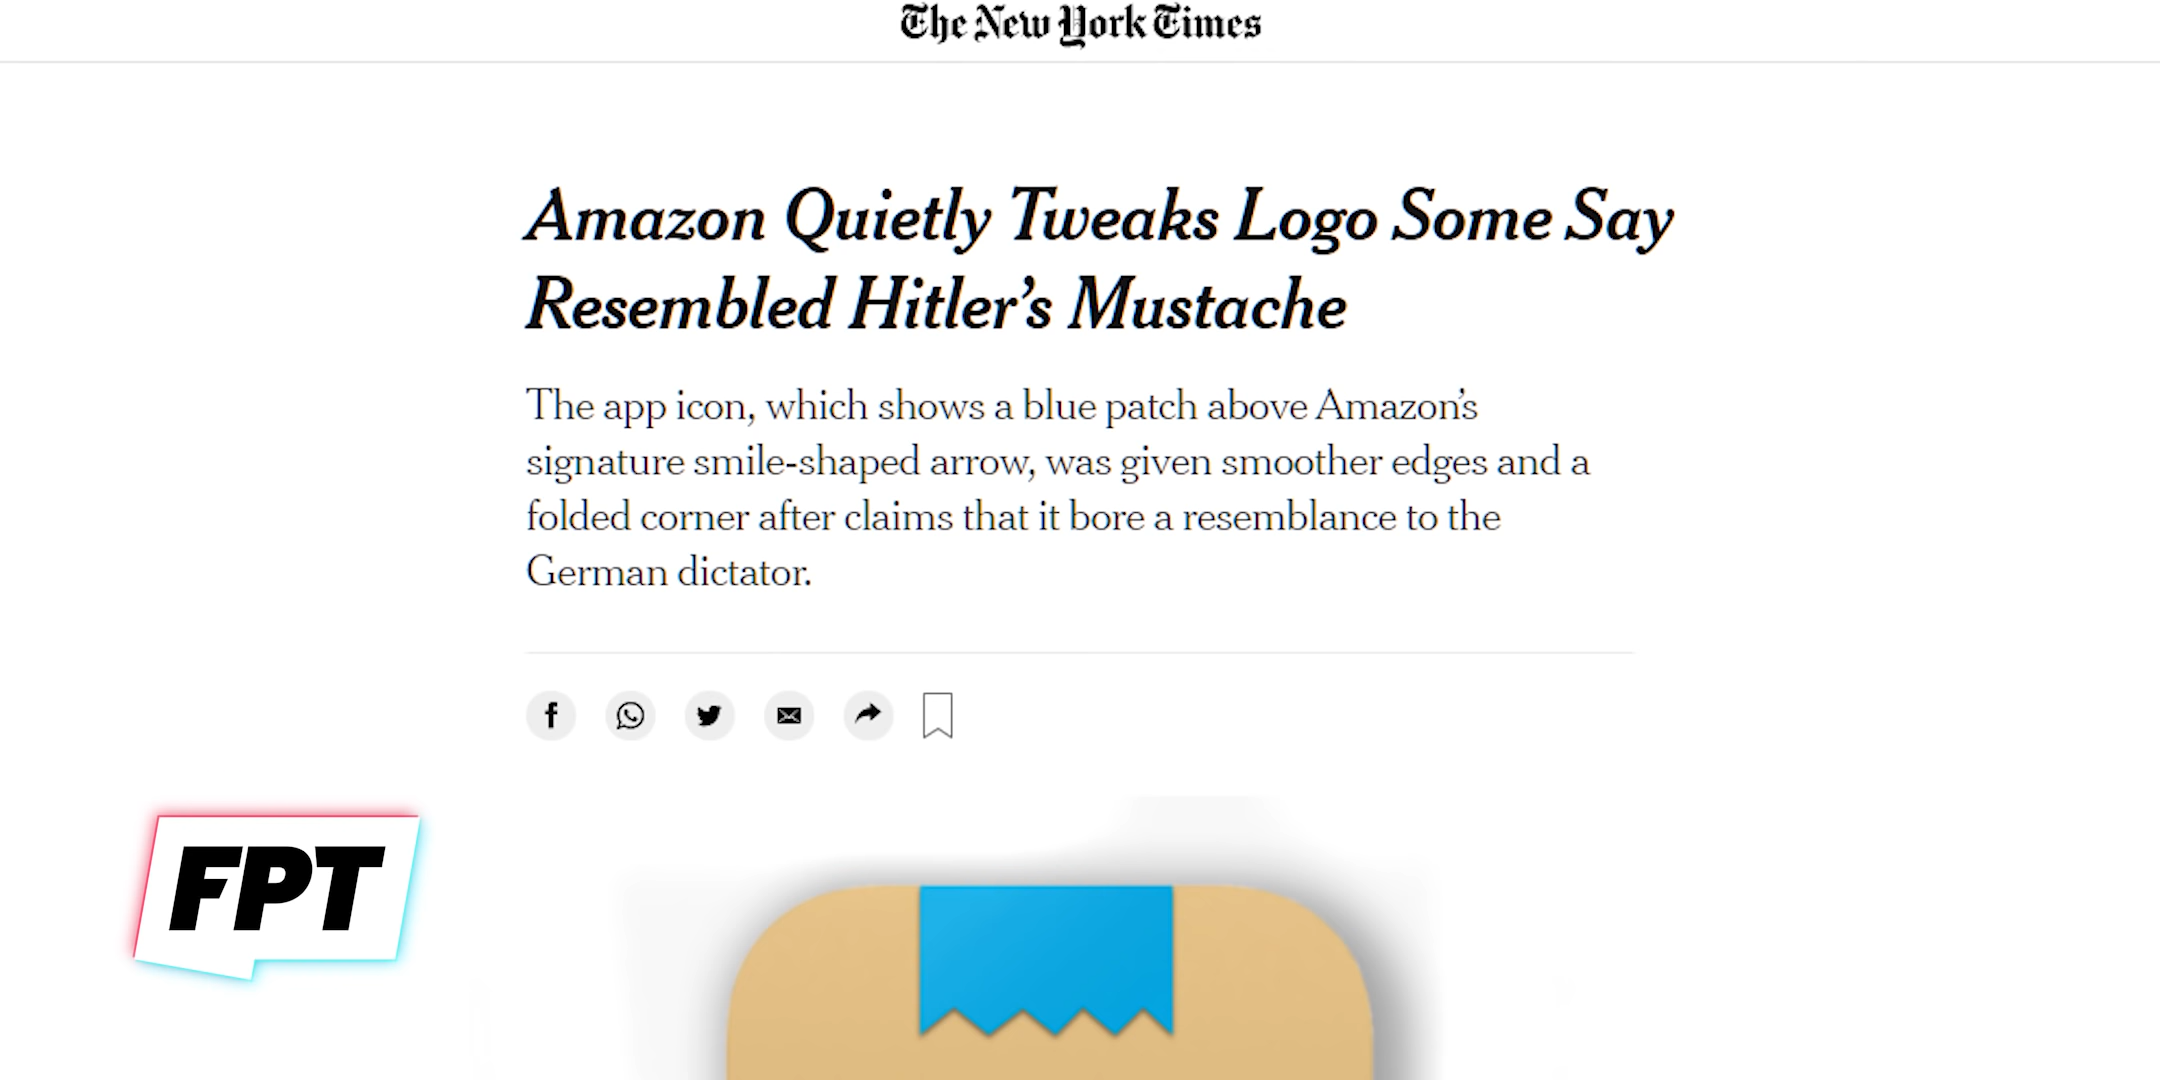 The New York Times
Amazon Quietly Tweaks Logo Some Say
Resembled Hitler’s Mustache
The app icon, which shows a blue patch above Amazon’s
signature smile-shaped arrow, was given smoother edges and a
folded corner after claims that it bore a resemblance to the
German dictator.
FPT